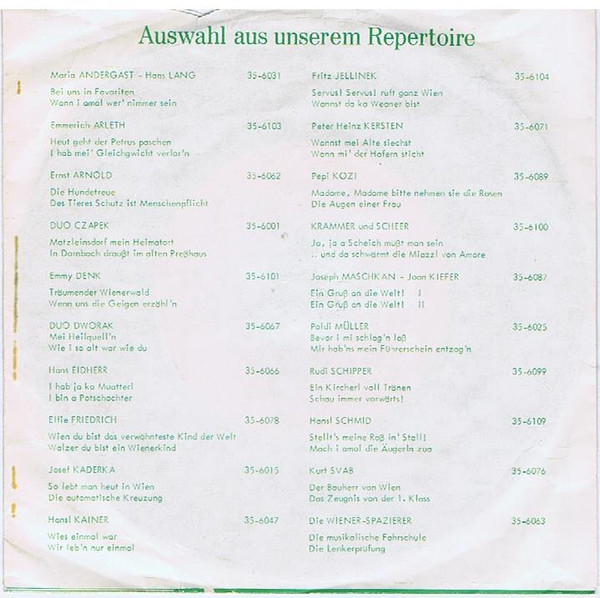 Auswahl aus unserem Repertoire
Maria ANDERGAST - Hans LANG 35-6031
Bei uns in Favoriten
Wann i amal wer' nimmer sein
Emmerich ARLETH 35-6103
Heut geht der Petrus paschen
I hab mei' Gleichgwicht verlor'n
Ernst ARNOLD 35-6062
Die Hundetreue
Des Tieres Schutz ist Menschenpflicht
DUO CZAPEK 35-6001
Matzleinsdorf mein Heimatort
In Dornbach draußt im alten Preßhaus
Emmy DENK 35-6101
Träumender Wienerwald
Wenn uns die Geigen erzähl'n
DUO DWORAK 35-6067
Mei Heilquell'n
Wie i so alt war wie du
Hans EIDHERR 35-6066
I hab ja ka Muatterl
I bin a Potschochter
Elfie FRIEDRICH 35-6078
Wien du bist das verwöhnteste Kind der Welt
Walzer du bist ein Wienerkind
Josef KADERKA 35-6015
So lebt man heut in Wien
Die automatische Kreuzung
Hansl KAINER 35-6047
Wies einmal war
Wir leb'n nur einmal
Fritz JELLINEK 35-6104
Servus! Servus! ruft ganz Wien
Wannst da ka Weaner bist
Peter Heinz KERSTEN 35-6071
Wannst mei Alte siechst
Wann mi' der Hafern sticht
Pepi KOZI 35-6089
Madame, Madame bitte nehmen sie die Rosen
Die Augen einer Frau
KRAMMER und SCHEER 35-6100
Ja, ja a Scheich müßt man sein
.. und da schwärmt die Miazzl von Amore
Joseph MASCHKAN - Joan KIEFER 35-6087
Ein Gruß an die Welt! I
Ein Gruß an die Welt! II
Poldi MÜLLER 35-6025
Bevor i mi schlag'n laß
Mir hab'ns mein Führerschein entzog'n
Rudi SCHIPPER 35-6099
Ein Kircherl voll Tränen
Schau immer vorwärts!
Hansl SCHMID 35-6109
Stellt's meine Roß in' Stall!
Mach i amal die Äugerln zua
Kurt SVAB 35-6076
Der Bauherr von Wien
Das Zeugnis von der 1. Klass
Die WIENER-SPAZIERER 35-6063
Die musikalische Fahrschule
Die Lenkerprüfung